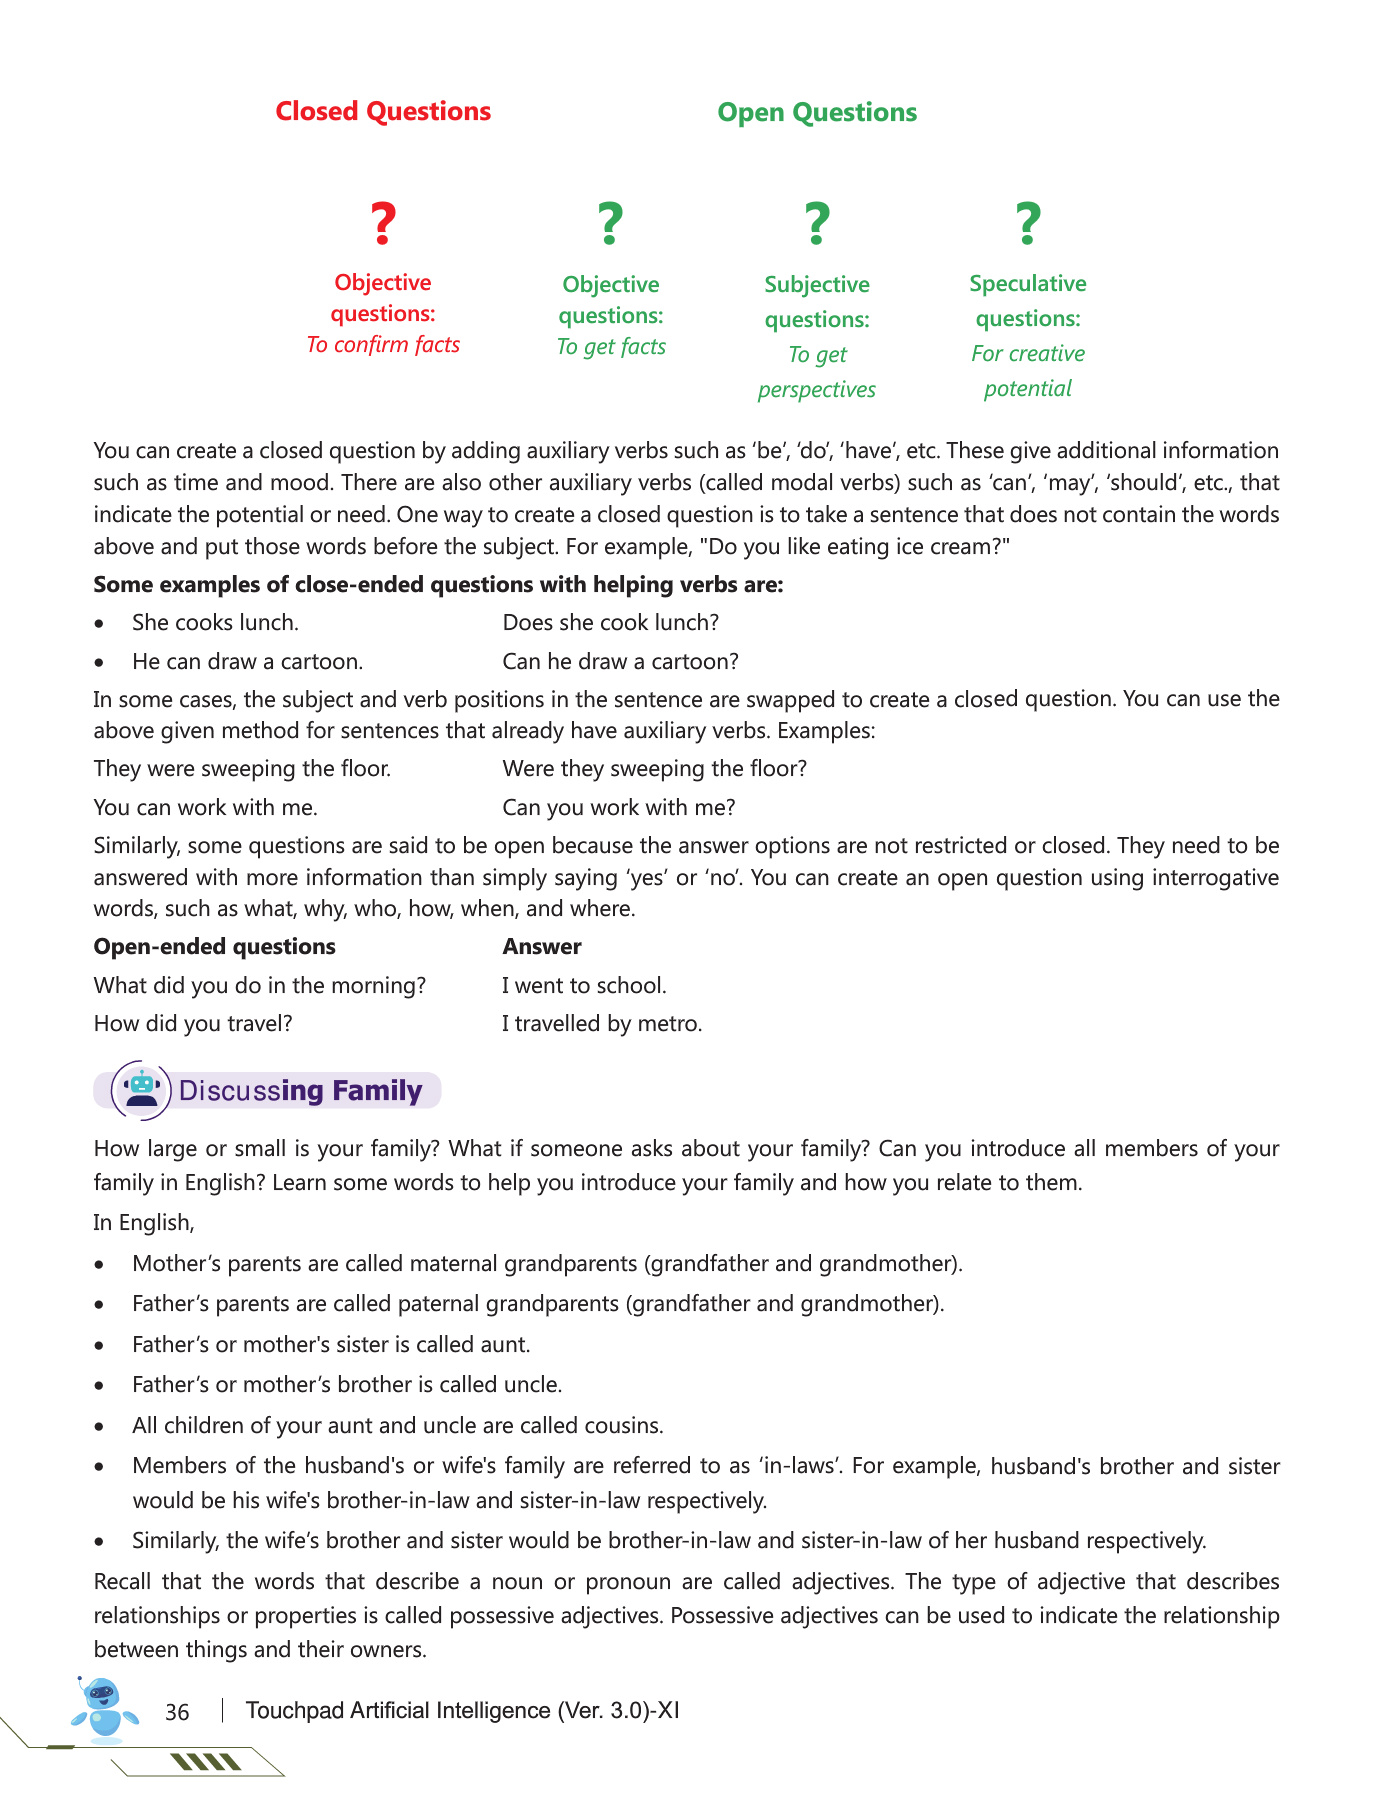 Closed Questions
Open Questions
?
?
?
?
Objective
questions:
To confirm facts
Objective
questions:
To get facts
Subjective
questions:
To get
perspectives
Speculative
questions:
For creative
potential
You can create a closed question by adding auxiliary verbs such as ‘be’, ‘do’, ‘have’, etc. These give additional information
such as time and mood. There are also other auxiliary verbs (called modal verbs) such as ‘can’, ‘may’, ‘should’, etc., that
indicate the potential or need. One way to create a closed question is to take a sentence that does not contain the words
above and put those words before the subject. For example, "Do you like eating ice cream?"
Some examples of close-ended questions with helping verbs are:
• She cooks lunch. Does she cook lunch?
• He can draw a cartoon. Can he draw a cartoon?
In some cases, the subject and verb positions in the sentence are swapped to create a closed question. You can use the
above given method for sentences that already have auxiliary verbs. Examples:
They were sweeping the floor. Were they sweeping the floor?
You can work with me. Can you work with me?
Similarly, some questions are said to be open because the answer options are not restricted or closed. They need to be
answered with more information than simply saying ‘yes’ or ‘no’. You can create an open question using interrogative
words, such as what, why, who, how, when, and where.
Open-ended questions Answer
What did you do in the morning? I went to school.
How did you travel? I travelled by metro.
Discussing Family
How large or small is your family? What if someone asks about your family? Can you introduce all members of your
family in English? Learn some words to help you introduce your family and how you relate to them.
In English,
• Mother’s parents are called maternal grandparents (grandfather and grandmother).
• Father’s parents are called paternal grandparents (grandfather and grandmother).
• Father’s or mother's sister is called aunt.
• Father’s or mother’s brother is called uncle.
• All children of your aunt and uncle are called cousins.
• Members of the husband's or wife's family are referred to as ‘in-laws’. For example, husband's brother and sister
would be his wife's brother-in-law and sister-in-law respectively.
• Similarly, the wife’s brother and sister would be brother-in-law and sister-in-law of her husband respectively.
Recall that the words that describe a noun or pronoun are called adjectives. The type of adjective that describes
relationships or properties is called possessive adjectives. Possessive adjectives can be used to indicate the relationship
between things and their owners.
36 | Touchpad Artificial Intelligence (Ver. 3.0)-XI